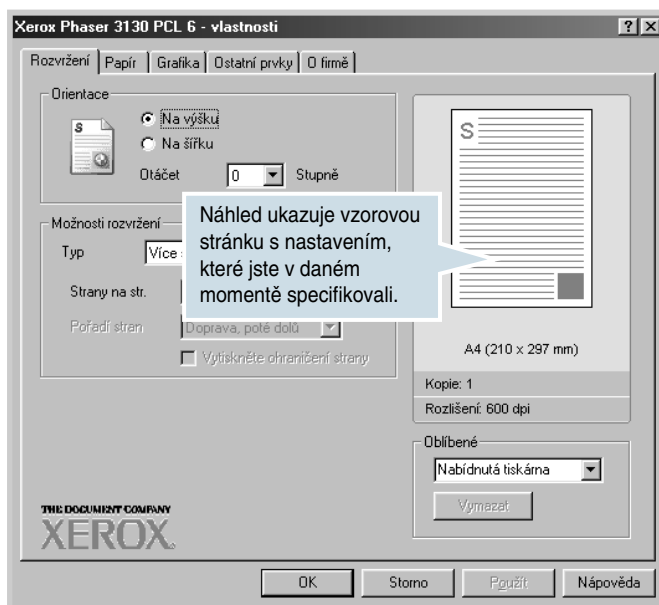 Xerox Phaser 3130 PCL 6 - vlastnosti
Rozvržení Papír Grafika Ostatní prvky O firmě
Orientace
S
Na výšku
Na šířku
Otáčet 0 Stupně
Možnosti rozvržení
Typ Více
Strany na str.
Pořadí stran Doprava, poté dolů
Vytiskněte ohraničení strany
Náhled ukazuje vzorovou
stránku s nastavením,
které jste v daném
momentě specifikovali.
S
A4 (210 x 297 mm)
Kopie: 1
Rozlišení: 600 dpi
Oblíbené
Nabídnutá tiskárna
Vymazat
THE DOCUMENT COMPANY
XEROX
OK Storno Použít Nápověda